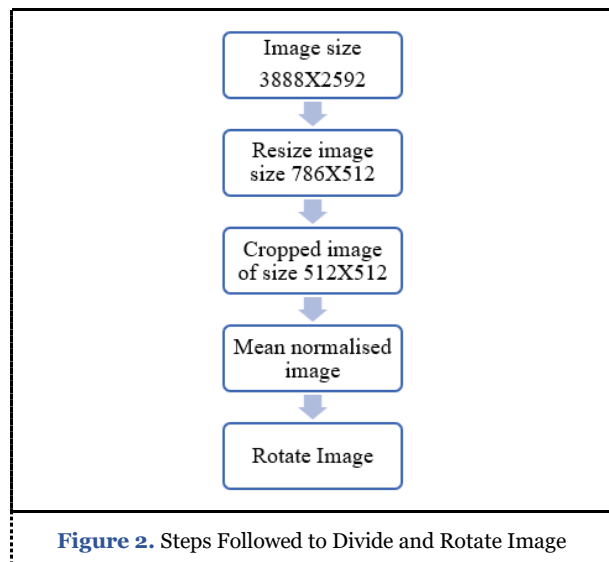 Image size
3888X2592
Resize image
size 786X512
Cropped image
of size 512X512
Mean normalised
image
Rotate Image
Figure 2. Steps Followed to Divide and Rotate Image